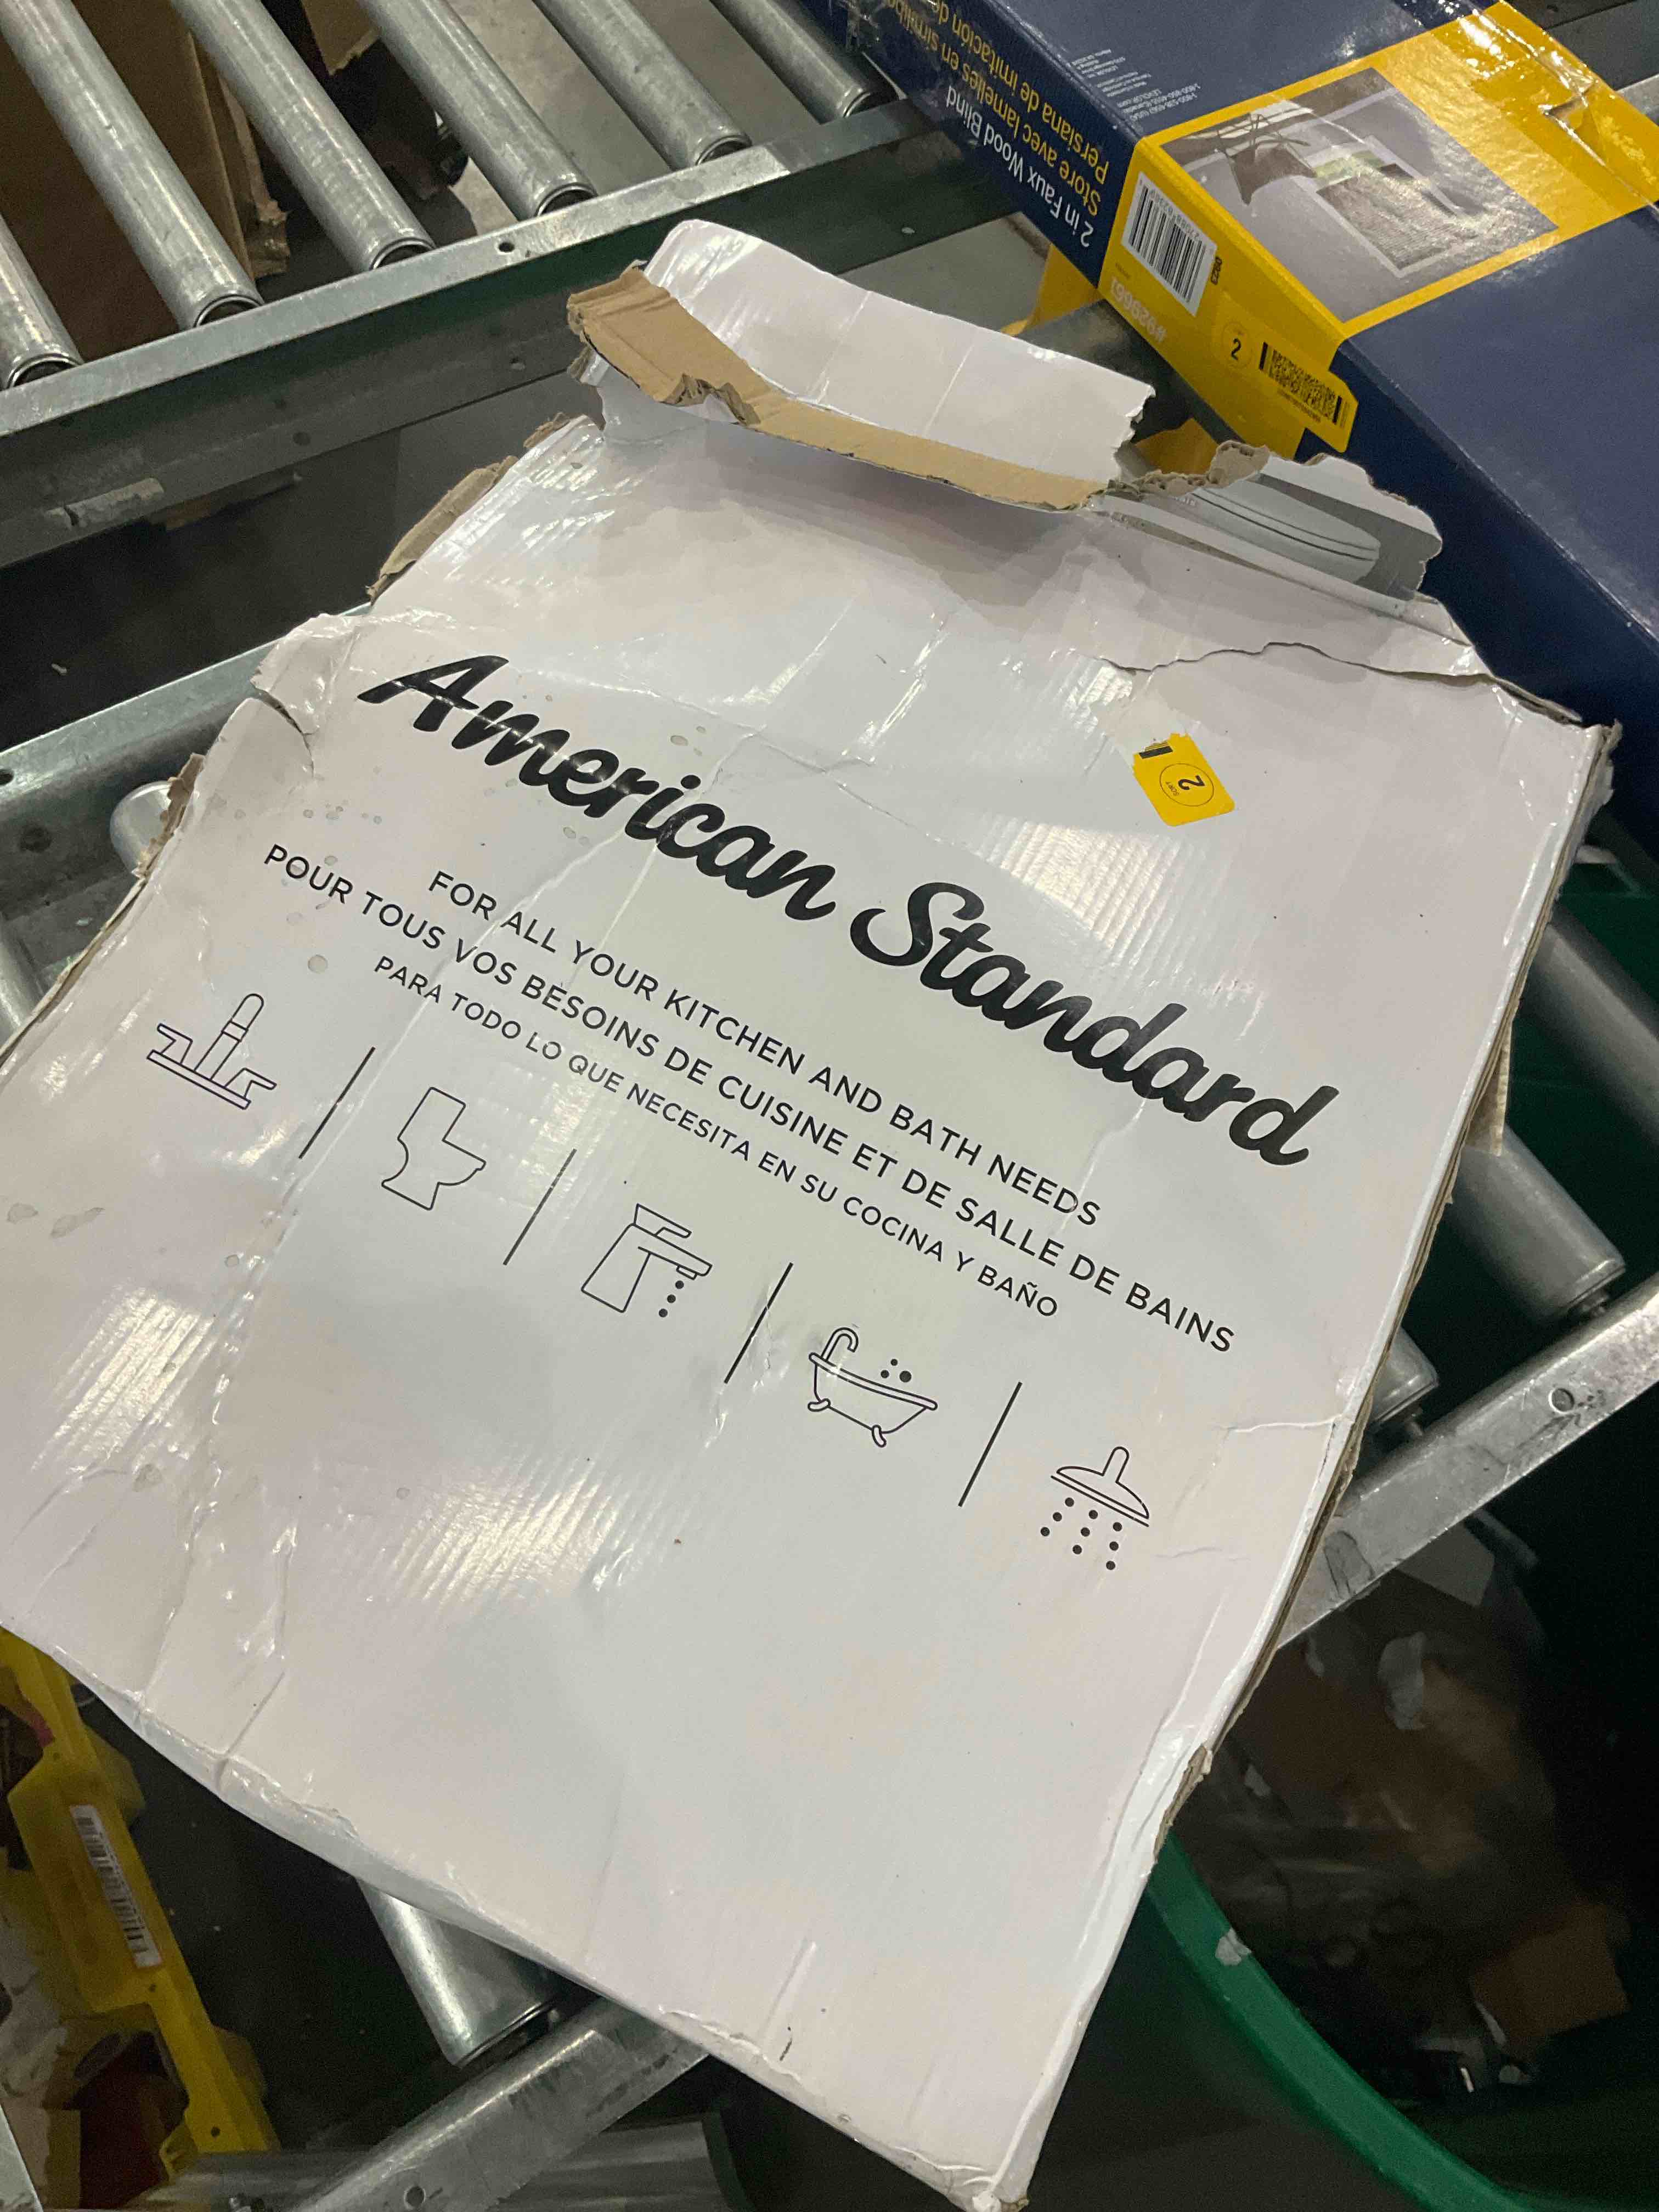 American Standard
FOR ALL YOUR KITCHEN AND BATH NEEDS
POUR TOUS VOS BESOINS DE CUISINE ET DE SALLE DE BAINS
PARA TODO LO QUE NECESITA EN SU COCINA Y BAÑO
2
2 in Faux Wood Blind
Store avec lamelles en
Persiana de imitación de
#929661
2